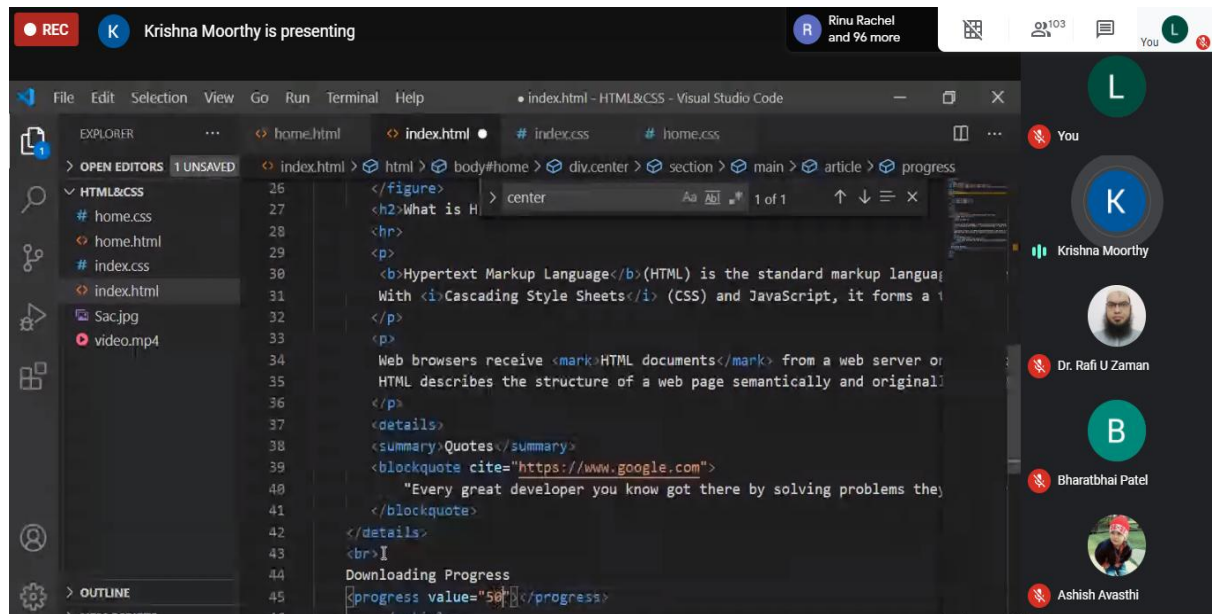 REC K Krishna Moorthy is presenting
R Rinu Rachel
and 96 more
103
You L
File Edit Selection View Go Run Terminal Help
● index.html - HTML&CSS - Visual Studio Code
EXPLORER
home.html index.html ● # index.css # home.css
OPEN EDITORS 1 UNSAVED
index.html > html > body#home > div.center > section > main > article > progress
HTML&CSS
# home.css
home.html
# index.css
index.html
Sac.jpg
video.mp4
1
OUTLINE
center Aa Abl .* 1 of 1
26 </figure>
27 <h2>What is H
28 <hr>
29 <p>
30 <b>Hypertext Markup Language</b>(HTML) is the standard markup
31 With <i>Cascading Style Sheets</i> (CSS) and JavaScript, it forms a
32 </p>
33 <p>
34 Web browsers receive <mark>HTML documents</mark> from a web server or
35 HTML describes the structure of a web page semantically and
36 </p>
37 <details>
38 <summary>Quotes</summary>
39 <blockquote cite="https://www.google.com">
40 "Every great developer you know got there by solving problems
41 </blockquote>
42 </details>
43 <br>
44 Downloading Progress
45 <progress value="50"></progress>
L
You
K
Krishna Moorthy
Dr. Rafi U Zaman
B
Bharatbhai Patel
Ashish Avasthi